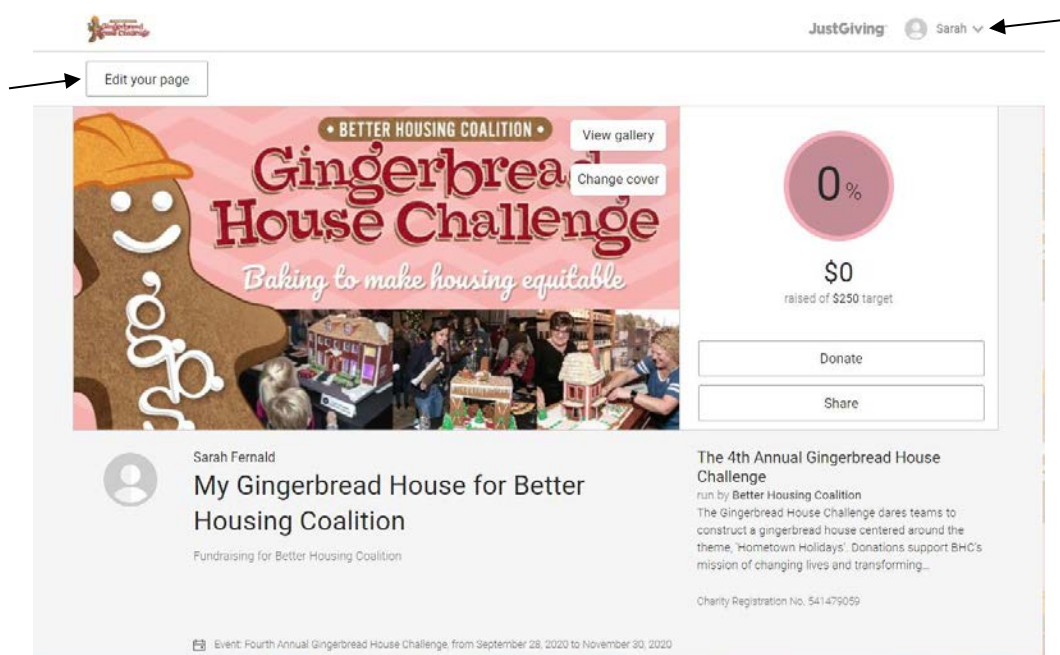 Gingerbread
House Challenge
JustGiving
Sarah
Edit your page
• BETTER HOUSING COALITION •
View gallery
Gingerbrea
Change cover
House Challenge
Baking to make housing equitable
0 %
$0
raised of $250 target
Donate
Share
Sarah Fernald
My Gingerbread House for Better
Housing Coalition
Fundraising for Better Housing Coalition
The 4th Annual Gingerbread House
Challenge
run by Better Housing Coalition
The Gingerbread House Challenge dares teams to
construct a gingerbread house centered around the
theme, 'Hometown Holidays'. Donations support BHC's
mission of changing lives and transforming...
Charity Registration No. 541479059
Event: Fourth Annual Gingerbread House Challenge, from September 28, 2020 to November 30, 2020